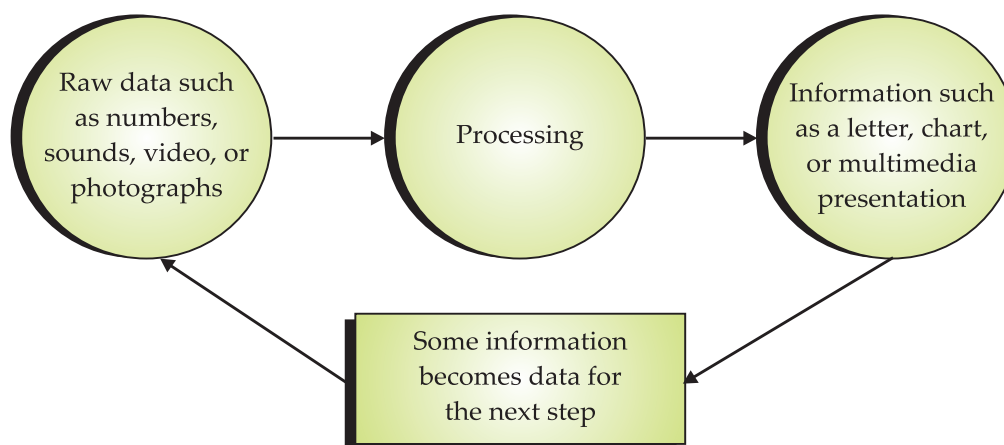 Raw data such
as numbers,
sounds, video, or
photographs
Processing
Information such
as a letter, chart,
or multimedia
presentation
Some information
becomes data for
the next step